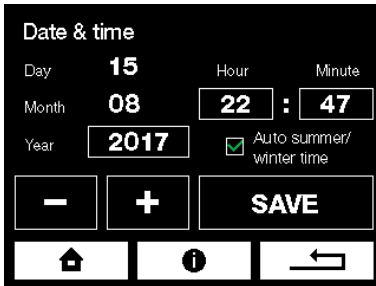 Date & time
Day 15 Hour Minute
Month 08 22 : 47
Year 2017 Auto summer/
winter time
− + SAVE